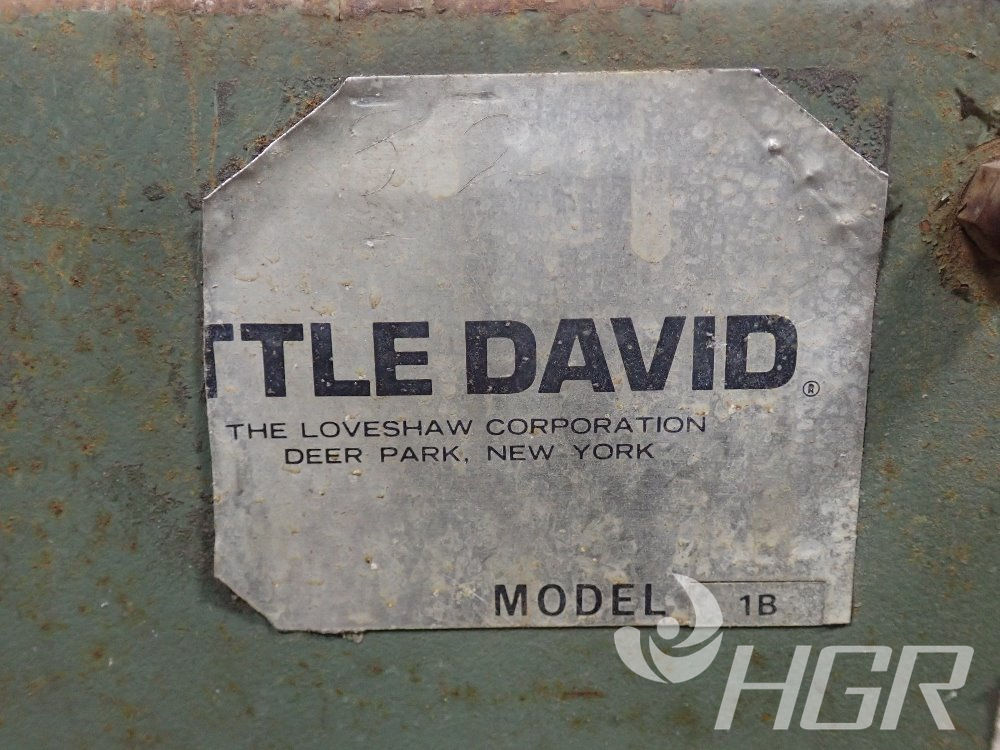 TTLE DAVID ®
THE LOVESHAW CORPORATION
DEER PARK, NEW YORK
MODEL 1B
HGR